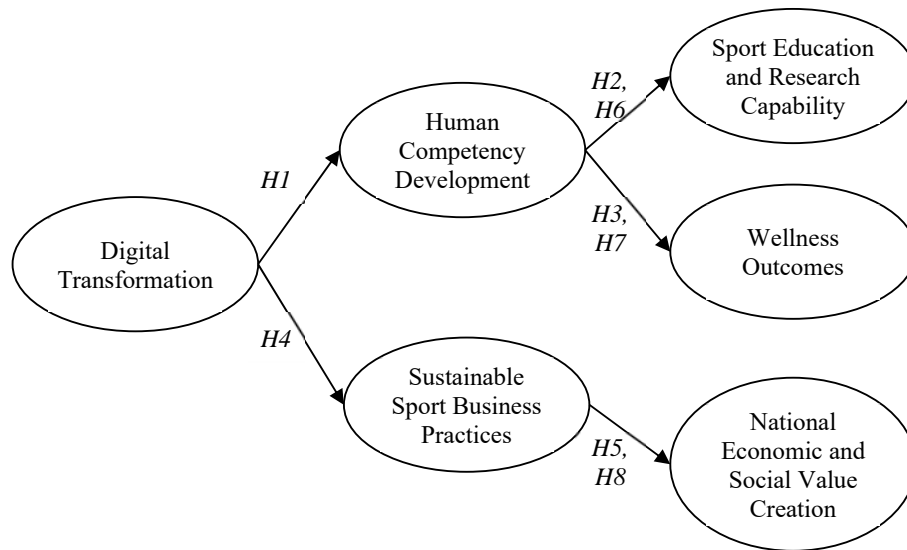 Sport Education
and Research
Capability
H2,
H6
Human
Competency
Development
H1
H3,
H7
Wellness
Outcomes
Digital
Transformation
H4
Sustainable
Sport Business
Practices
H5,
H8
National
Economic and
Social Value
Creation